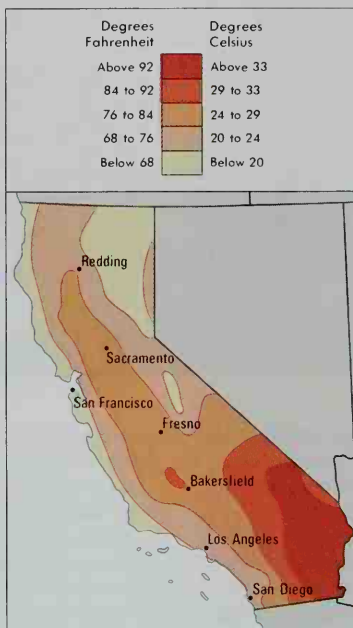 Degrees Fahrenheit Degrees Celsius
Above 92 Above 33
84 to 92 29 to 33
76 to 84 24 to 29
68 to 76 20 to 24
Below 68 Below 20
Redding
Sacramento
San Francisco
Fresno
Bakersfield
Los Angeles
San Diego